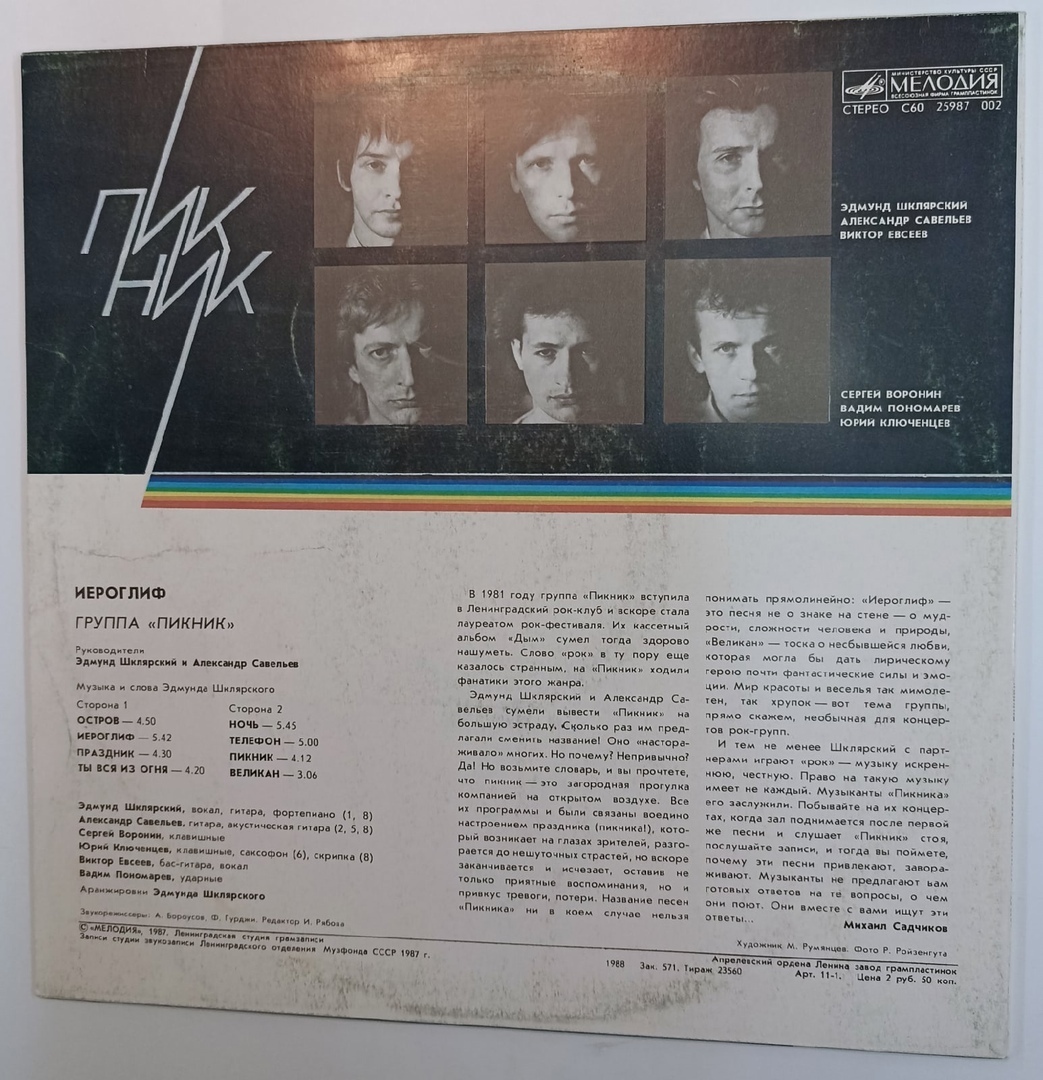 ПИК
НИК
МИНИСТЕРСТВО КУЛЬТУРЫ СССР
МЕЛОДИЯ
ВСЕСОЮЗНАЯ ФИРМА ГРАМПЛАСТИНОК
СТЕРЕО С60 25987 002
ЭДМУНД ШКЛЯРСКИЙ
АЛЕКСАНДР САВЕЛЬЕВ
ВИКТОР ЕВСЕЕВ
СЕРГЕЙ ВОРОНИН
ВАДИМ ПОНОМАРЕВ
ЮРИЙ КЛЮЧЕНЦЕВ
ИЕРОГЛИФ
ГРУППА «ПИКНИК»
Руководители
Эдмунд Шклярский и Александр Савельев
Музыка и слова Эдмунда Шклярского
Сторона 1
ОСТРОВ — 4.50
ИЕРОГЛИФ — 5.42
ПРАЗДНИК — 4.30
ТЫ ВСЯ ИЗ ОГНЯ — 4.20
Сторона 2
НОЧЬ — 5.45
ТЕЛЕФОН — 5.00
ПИКНИК — 4.12
ВЕЛИКАН — 3.06
Эдмунд Шклярский, вокал, гитара, фортепиано (1, 8)
Александр Савельев, гитара, акустическая гитара (2, 5, 8)
Сергей Воронин, клавишные
Юрий Ключенцев, клавишные, саксофон (6), скрипка (8)
Виктор Евсеев, бас-гитара, вокал
Вадим Пономарев, ударные
Аранжировки Эдмунда Шклярского
Звукорежиссеры: А. Бороусов, Ф. Гурджи. Редактор И. Рябова
© «МЕЛОДИЯ», 1987. Ленинградская студия грамзаписи
Записи студии звукозаписи Ленинградского отделения Музфонда СССР 1987 г.
В 1981 году группа «Пикник» вступила
в Ленинградский рок-клуб и вскоре стала
лауреатом рок-фестиваля. Их кассетный
альбом «Дым» сумел тогда здорово
нашуметь. Слово «рок» в ту пору еще
казалось странным, на «Пикник» ходили
фанатики этого жанра.
Эдмунд Шклярский и Александр Са-
вельев сумели вывести «Пикник» на
большую эстраду. Сколько раз им пред-
лагали сменить название! Оно «настора-
живало» многих. Но почему? Непривычно?
Да! Но возьмите словарь, и вы прочтете,
что пикник — это загородная прогулка
компанией на открытом воздухе. Все
их программы и были связаны воедино
настроением праздника (пикника!), кото-
рый возникает на глазах зрителей, разго-
рается до нешуточных страстей, но вскоре
заканчивается и исчезает, оставив не
только приятные воспоминания, но и
привкус тревоги, потери. Название песен
«Пикника» ни в коем случае нельзя
понимать прямолинейно: «Иероглиф» —
это песня не о знаке на стене — о муд-
рости, сложности человека и природы,
«Великан» — тоска о несбывшейся любви,
которая могла бы дать лирическому
герою почти фантастические силы и эмо-
ции. Мир красоты и веселья так мимоле-
тен, так хрупок — вот тема группы,
прямо скажем, необычная для концер-
тов рок-групп.
И тем не менее Шклярский с парт-
нерами играют «рок» — музыку искрен-
нюю, честную. Право на такую музыку
имеет не каждый. Музыканты «Пикника»
его заслужили. Побывайте на их концер-
тах, когда зал поднимается после первой
же песни и слушает «Пикник» стоя,
послушайте записи, и тогда вы поймете,
почему эти песни привлекают, завора-
живают. Музыканты не предлагают вам
готовых ответов на те вопросы, о чем
они поют. Они вместе с вами ищут эти
ответы...
Михаил Садчиков
Художник М. Румянцев. Фото Р. Ройзенгута
Апрелевский ордена Ленина завод грампластинок
1988 Зак. 571. Тираж 23560 Арт. 11-1. Цена 2 руб. 50 коп.